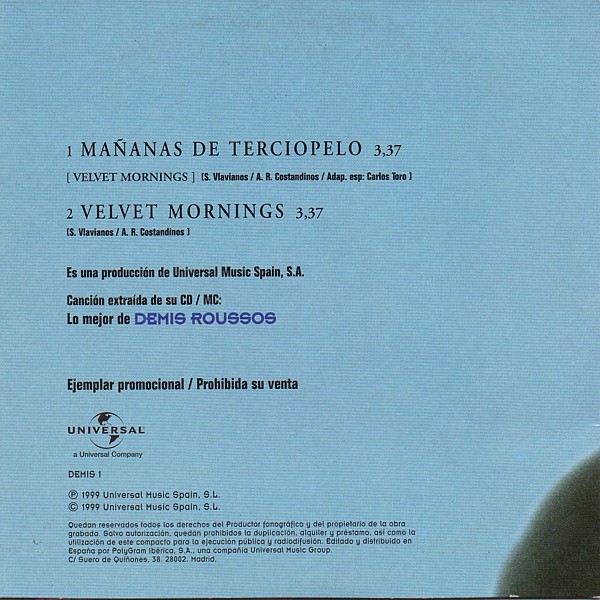 1 MAÑANAS DE TERCIOPELO 3,37
[ VELVET MORNINGS ] (S. Vlavianos / A. R. Costandinos / Adap. esp: Carlos Toro )
2 VELVET MORNINGS 3,37
(S. Vlavianos / A. R. Costandinos )
Es una producción de Universal Music Spain, S.A.
Canción extraída de su CD / MC:
Lo mejor de DEMIS ROUSSOS
Ejemplar promocional / Prohibida su venta
UNIVERSAL
a Universal Company
DEMIS 1
℗ 1999 Universal Music Spain, S.L.
© 1999 Universal Music Spain, S.L.
Quedan reservados todos los derechos del Productor fonográfico y del propietario de la obra
grabada. Salvo autorización, quedan prohibidos la duplicación, alquiler y préstamo, así como la
utilización de este compacto para la ejecución pública y radiodifusión. Editado y distribuido en
España por PolyGram Ibérica, S.A., una compañía Universal Music Group.
C/ Suero de Quiñones, 38. 28002. Madrid.